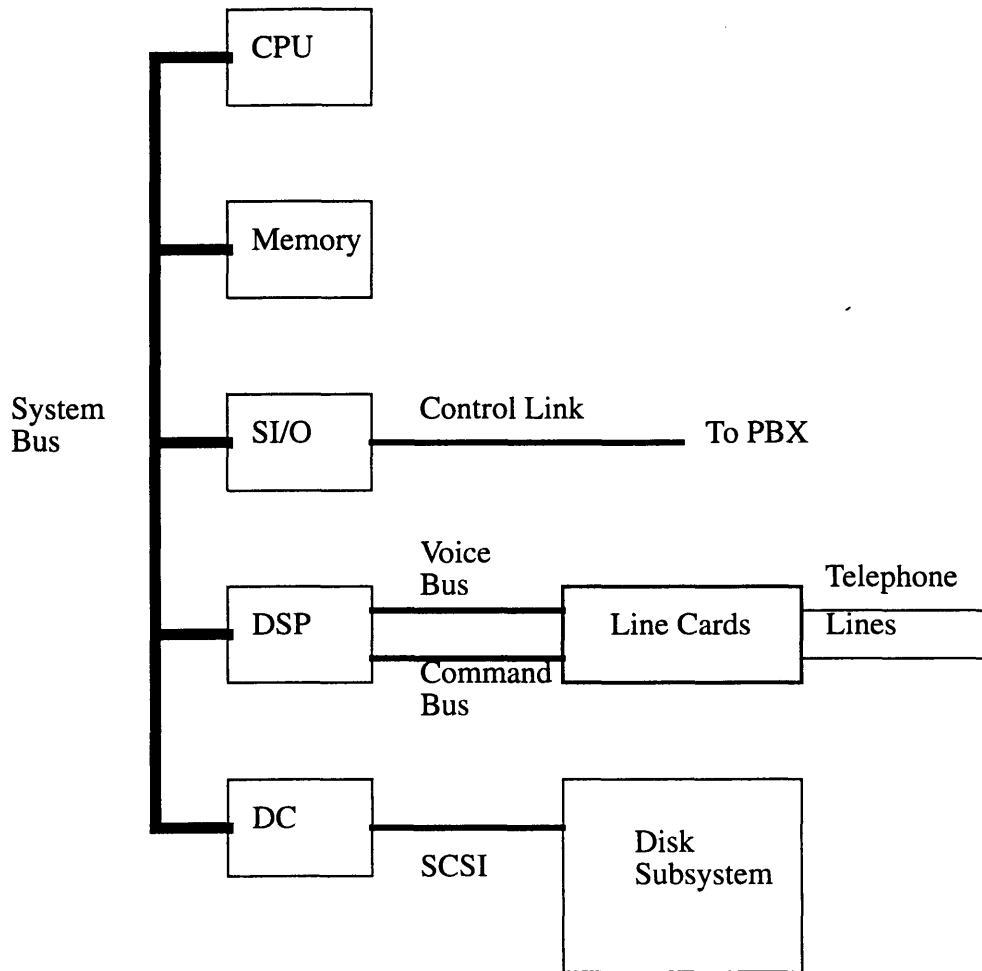 CPU
Memory
System
Bus
SI/O
Control Link
To PBX
Voice
Bus
DSP
Line Cards
Telephone
Lines
Command
Bus
DC
SCSI
Disk
Subsystem